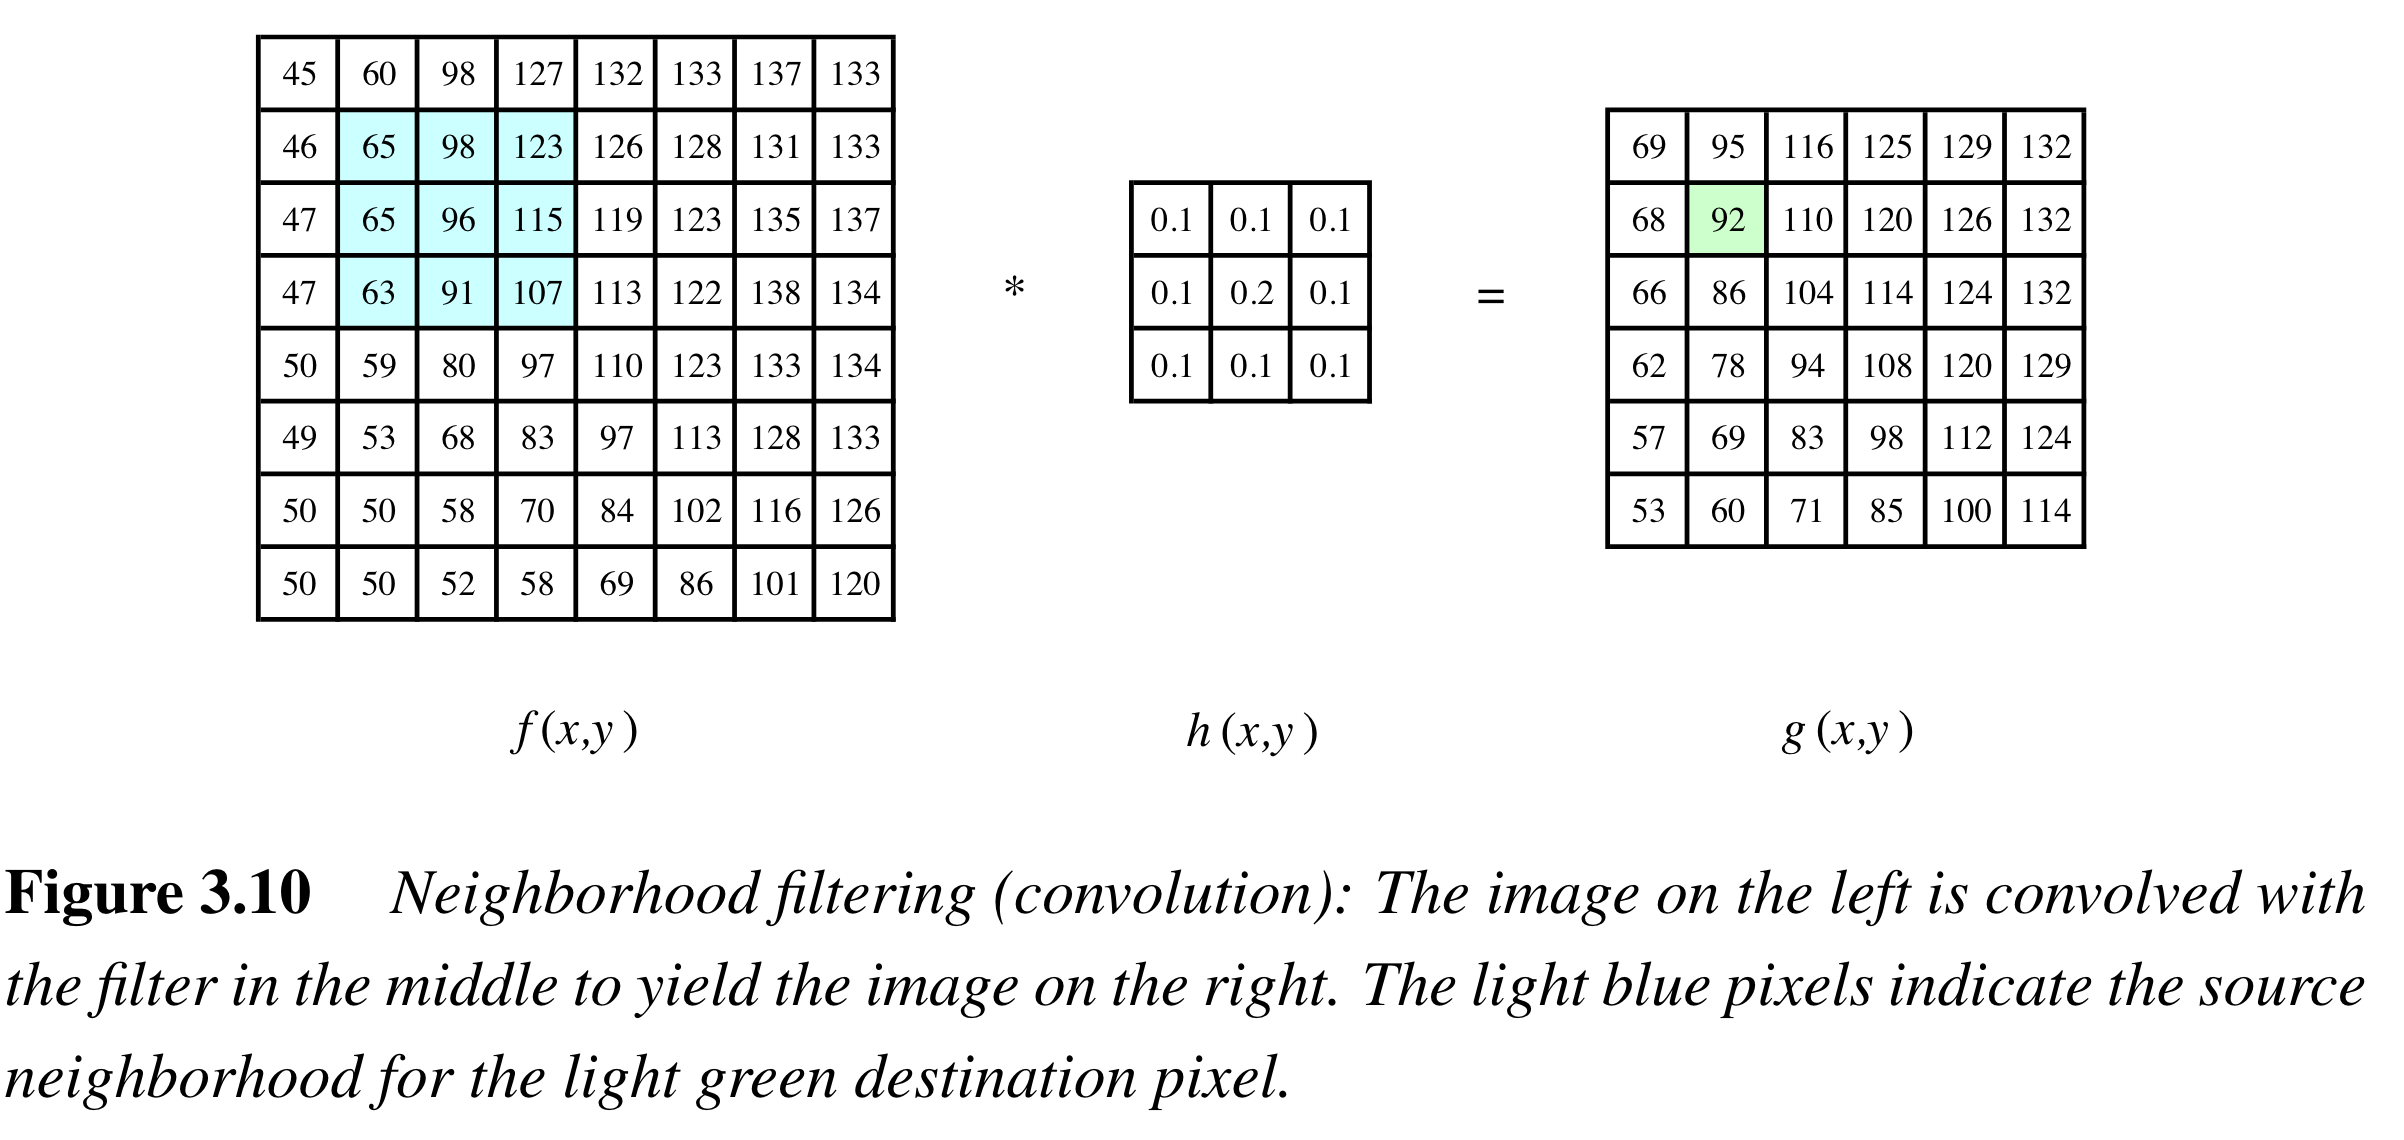 45 60 98 127 132 133 137 133
46 65 98 123 126 128 131 133
47 65 96 115 119 123 135 137
47 63 91 107 113 122 138 134
50 59 80 97 110 123 133 134
49 53 68 83 97 113 128 133
50 50 58 70 84 102 116 126
50 50 52 58 69 86 101 120
*
0.1 0.1 0.1
0.1 0.2 0.1
0.1 0.1 0.1
=
69 95 116 125 129 132
68 92 110 120 126 132
66 86 104 114 124 132
62 78 94 108 120 129
57 69 83 98 112 124
53 60 71 85 100 114
f (x,y) h (x,y) g (x,y)
Figure 3.10 Neighborhood filtering (convolution): The image on the left is convolved with
the filter in the middle to yield the image on the right. The light blue pixels indicate the source
neighborhood for the light green destination pixel.